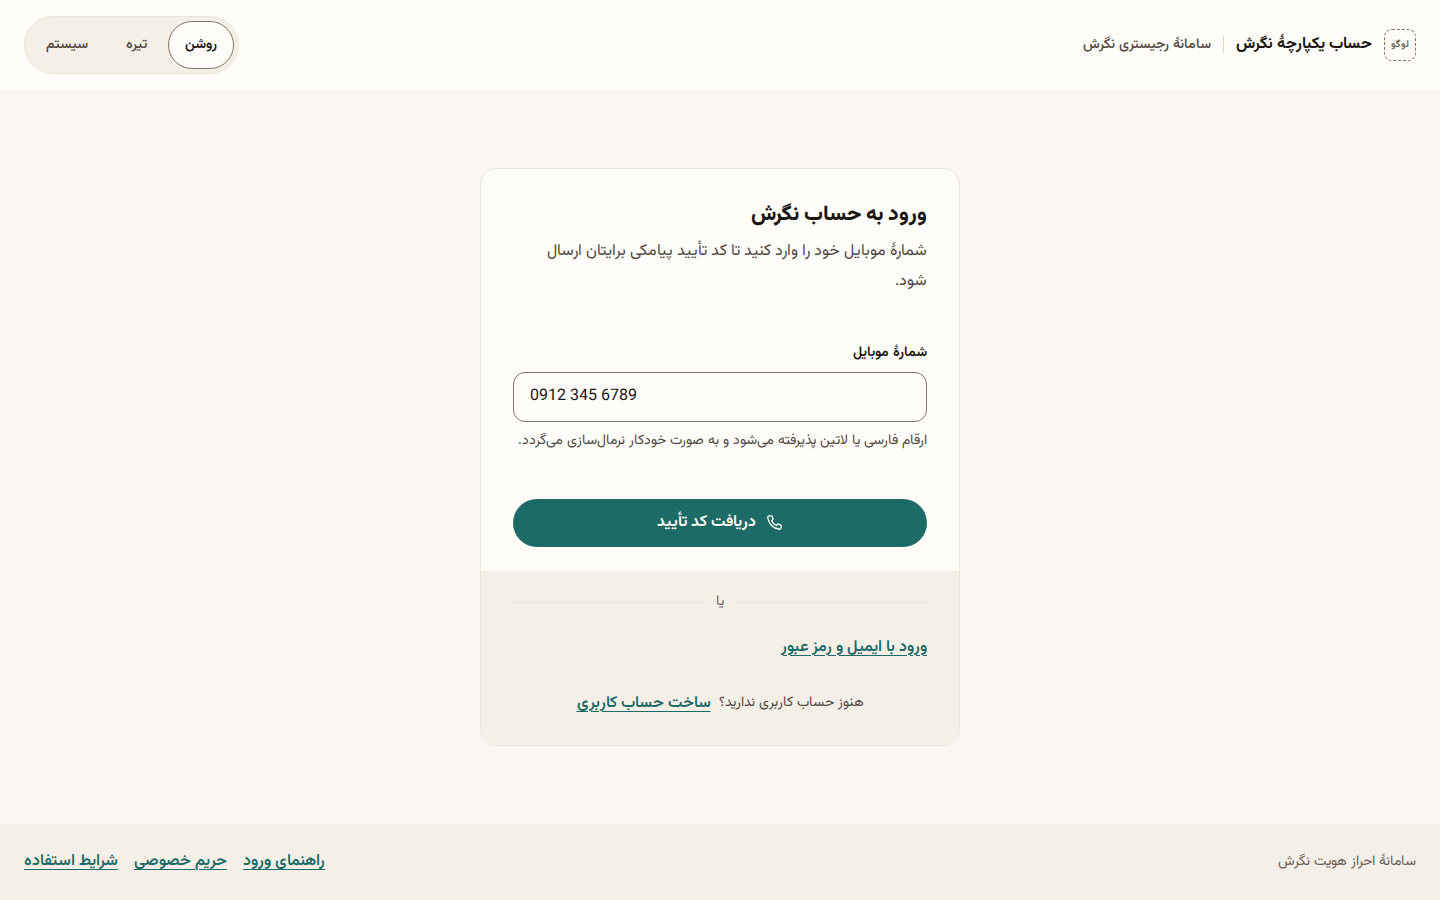 لوگو
حساب یکپارچهٔ نگرش
سامانهٔ رجیستری نگرش
روشن
تیره
سیستم
ورود به حساب نگرش
شمارهٔ موبایل خود را وارد کنید تا کد تأیید پیامکی برایتان ارسال
شود.
شمارهٔ موبایل
0912 345 6789
ارقام فارسی یا لاتین پذیرفته می‌شود و به صورت خودکار نرمال‌سازی می‌گردد.
دریافت کد تأیید
یا
ورود با ایمیل و رمز عبور
هنوز حساب کاربری ندارید؟ ساخت حساب کاربری
سامانهٔ احراز هویت نگرش
راهنمای ورود
حریم خصوصی
شرایط استفاده